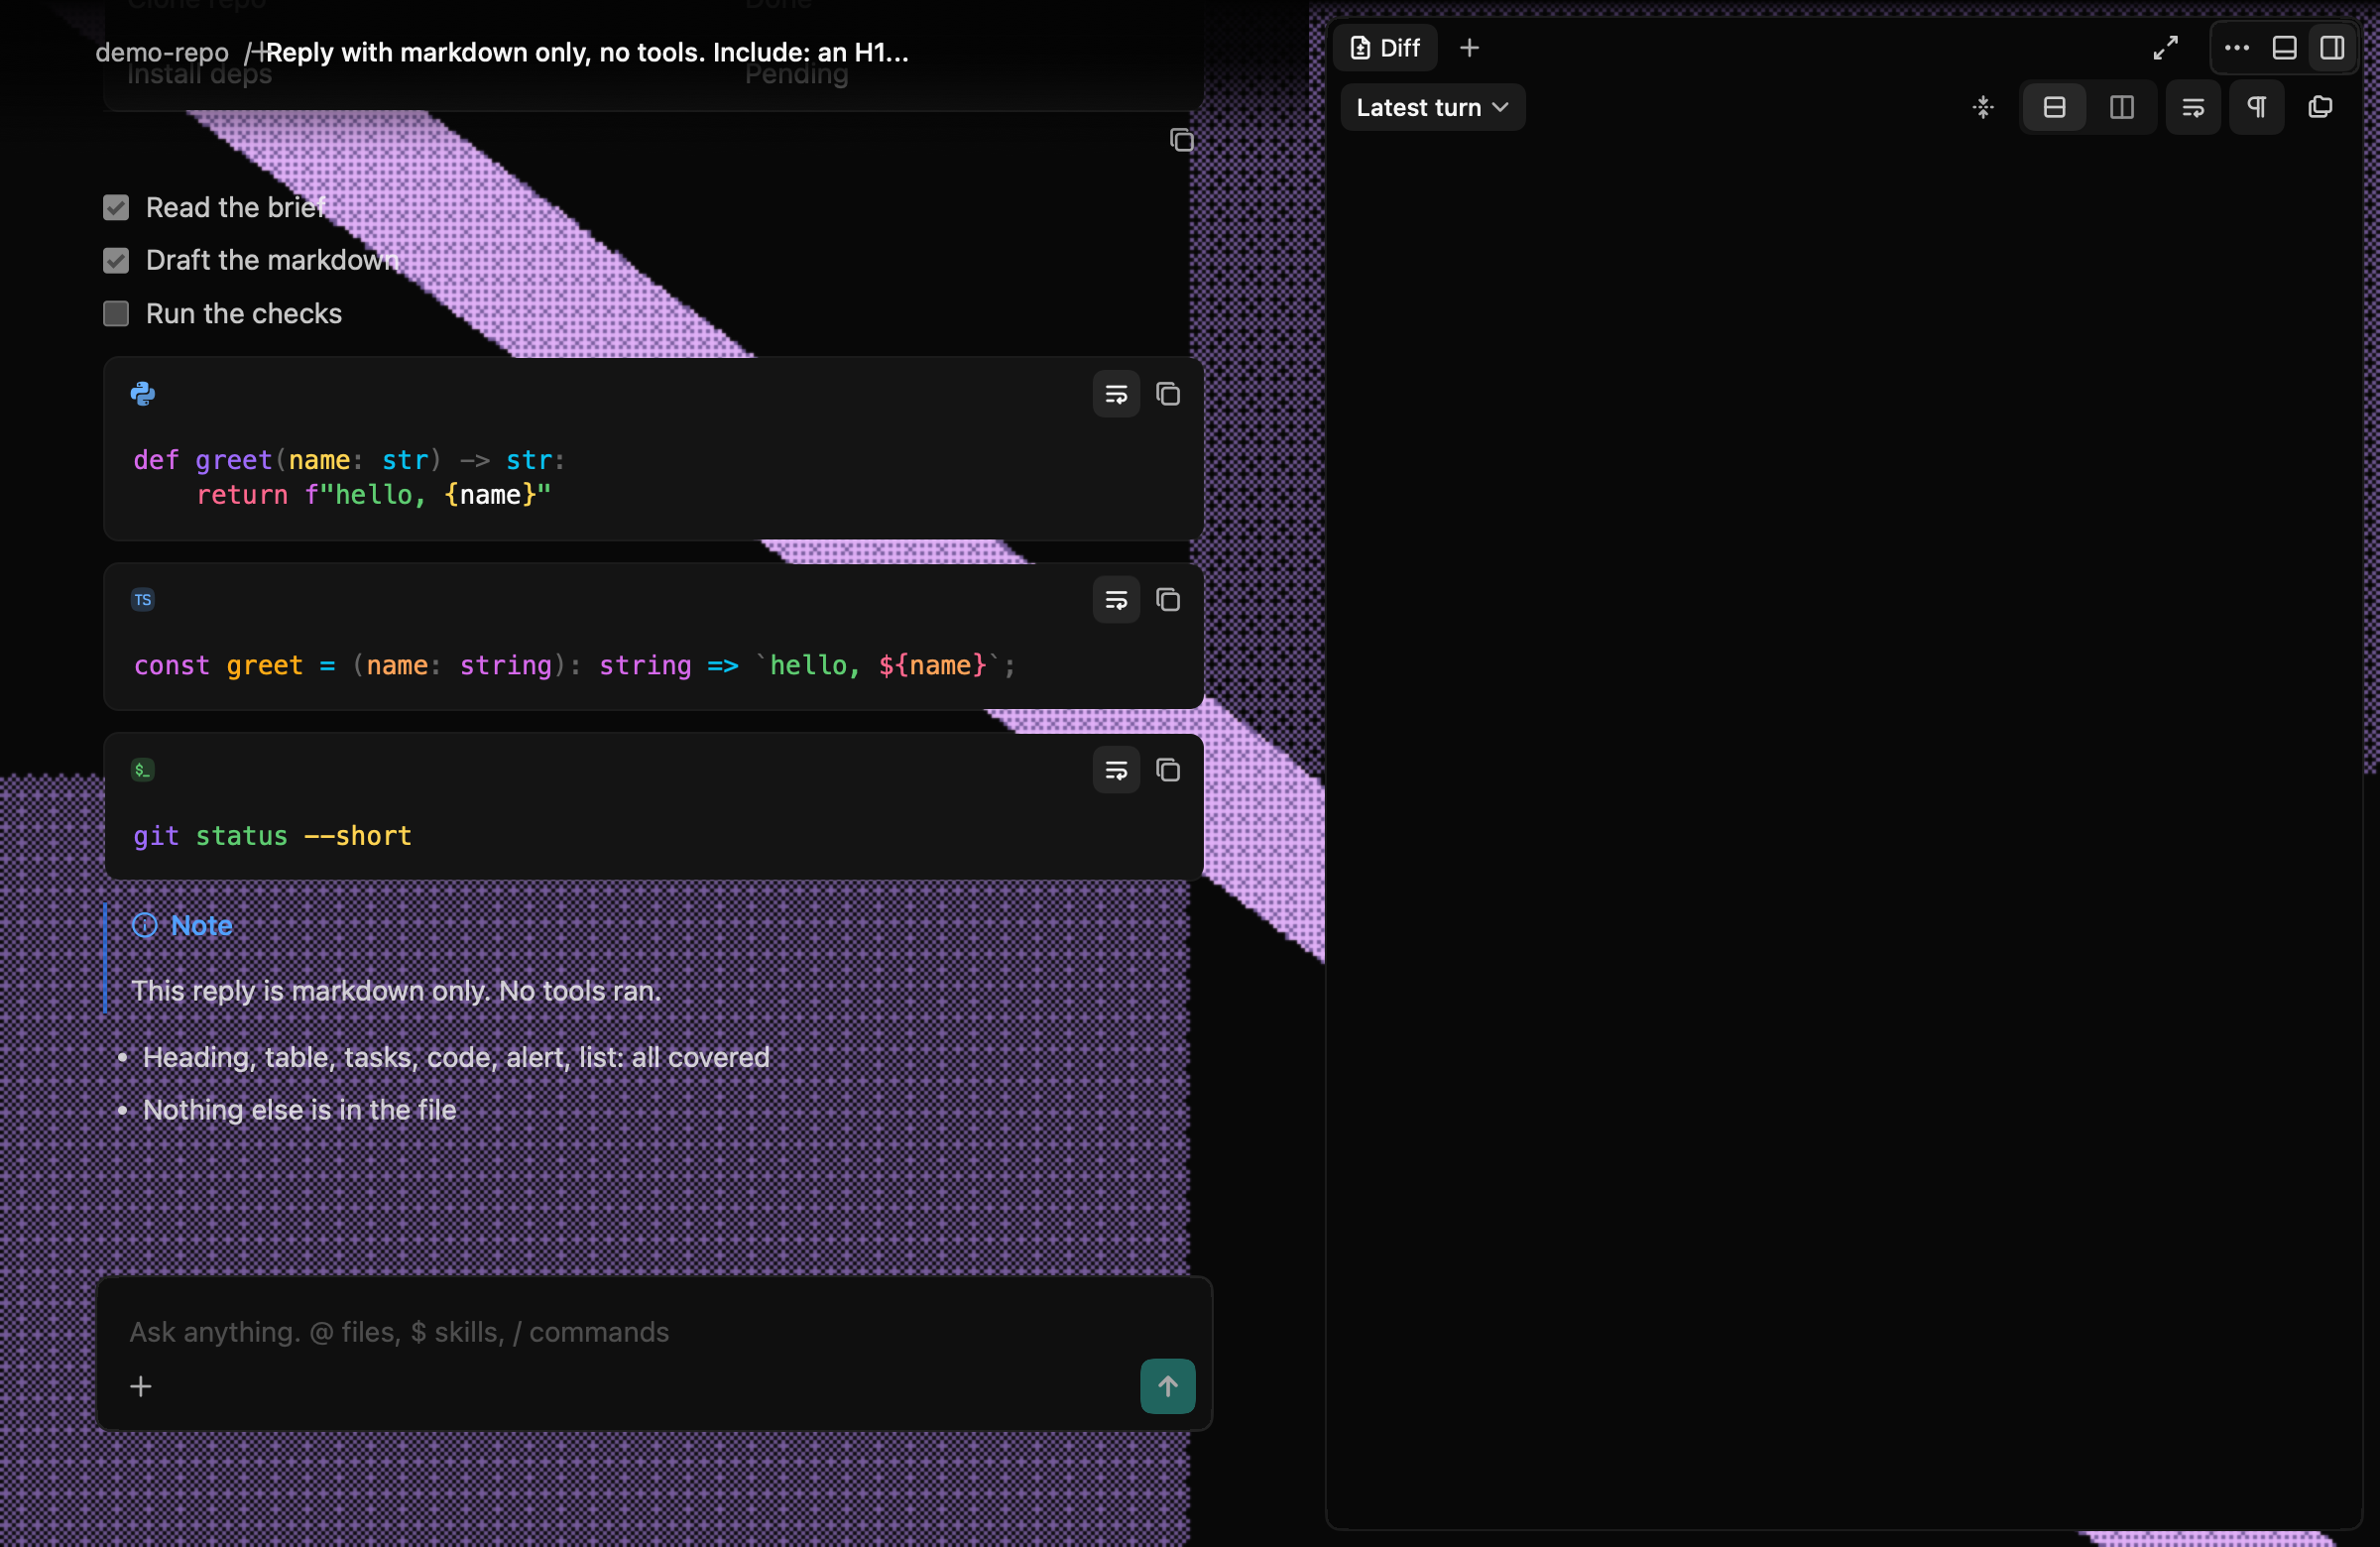 Clone repo Done
demo-repo / Reply with markdown only, no tools. Include: an H1...
Install deps Pending
Read the brief
Draft the markdown
Run the checks
def greet(name: str) -> str:
    return f"hello, {name}"
TS
const greet = (name: string): string => `hello, ${name}`;
$_
git status --short
Note
This reply is markdown only. No tools ran.
• Heading, table, tasks, code, alert, list: all covered
• Nothing else is in the file
Ask anything. @ files, $ skills, / commands
Diff
Latest turn